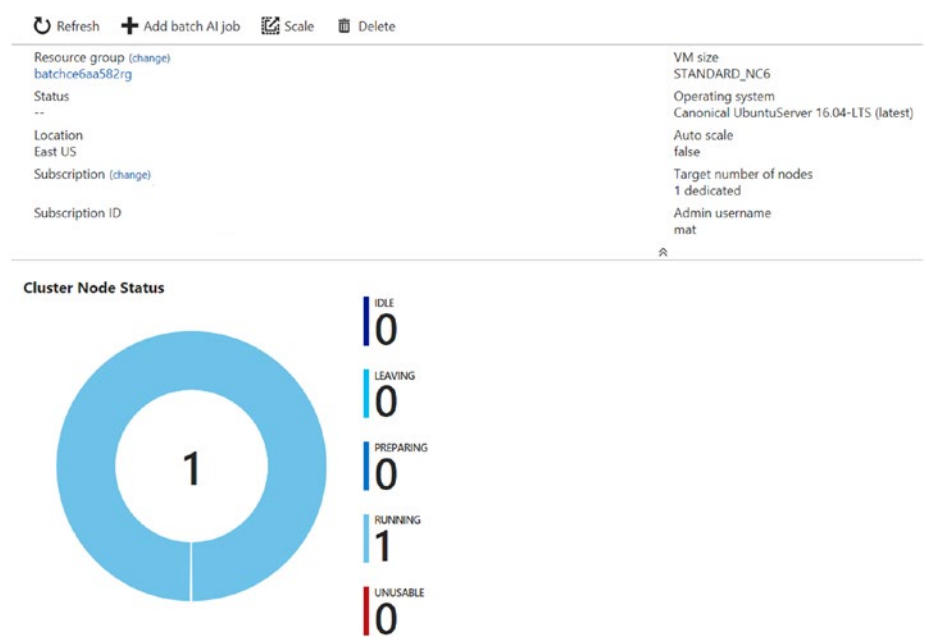 Refresh Add batch AI job Scale Delete
Resource group (change)
batchce6aa582rg
Status
--
Location
East US
Subscription (change)
Subscription ID
VM size
STANDARD_NC6
Operating system
Canonical UbuntuServer 16.04-LTS (latest)
Auto scale
false
Target number of nodes
1 dedicated
Admin username
mat
Cluster Node Status
1
IDLE
0
LEAVING
0
PREPARING
0
RUNNING
1
UNUSABLE
0